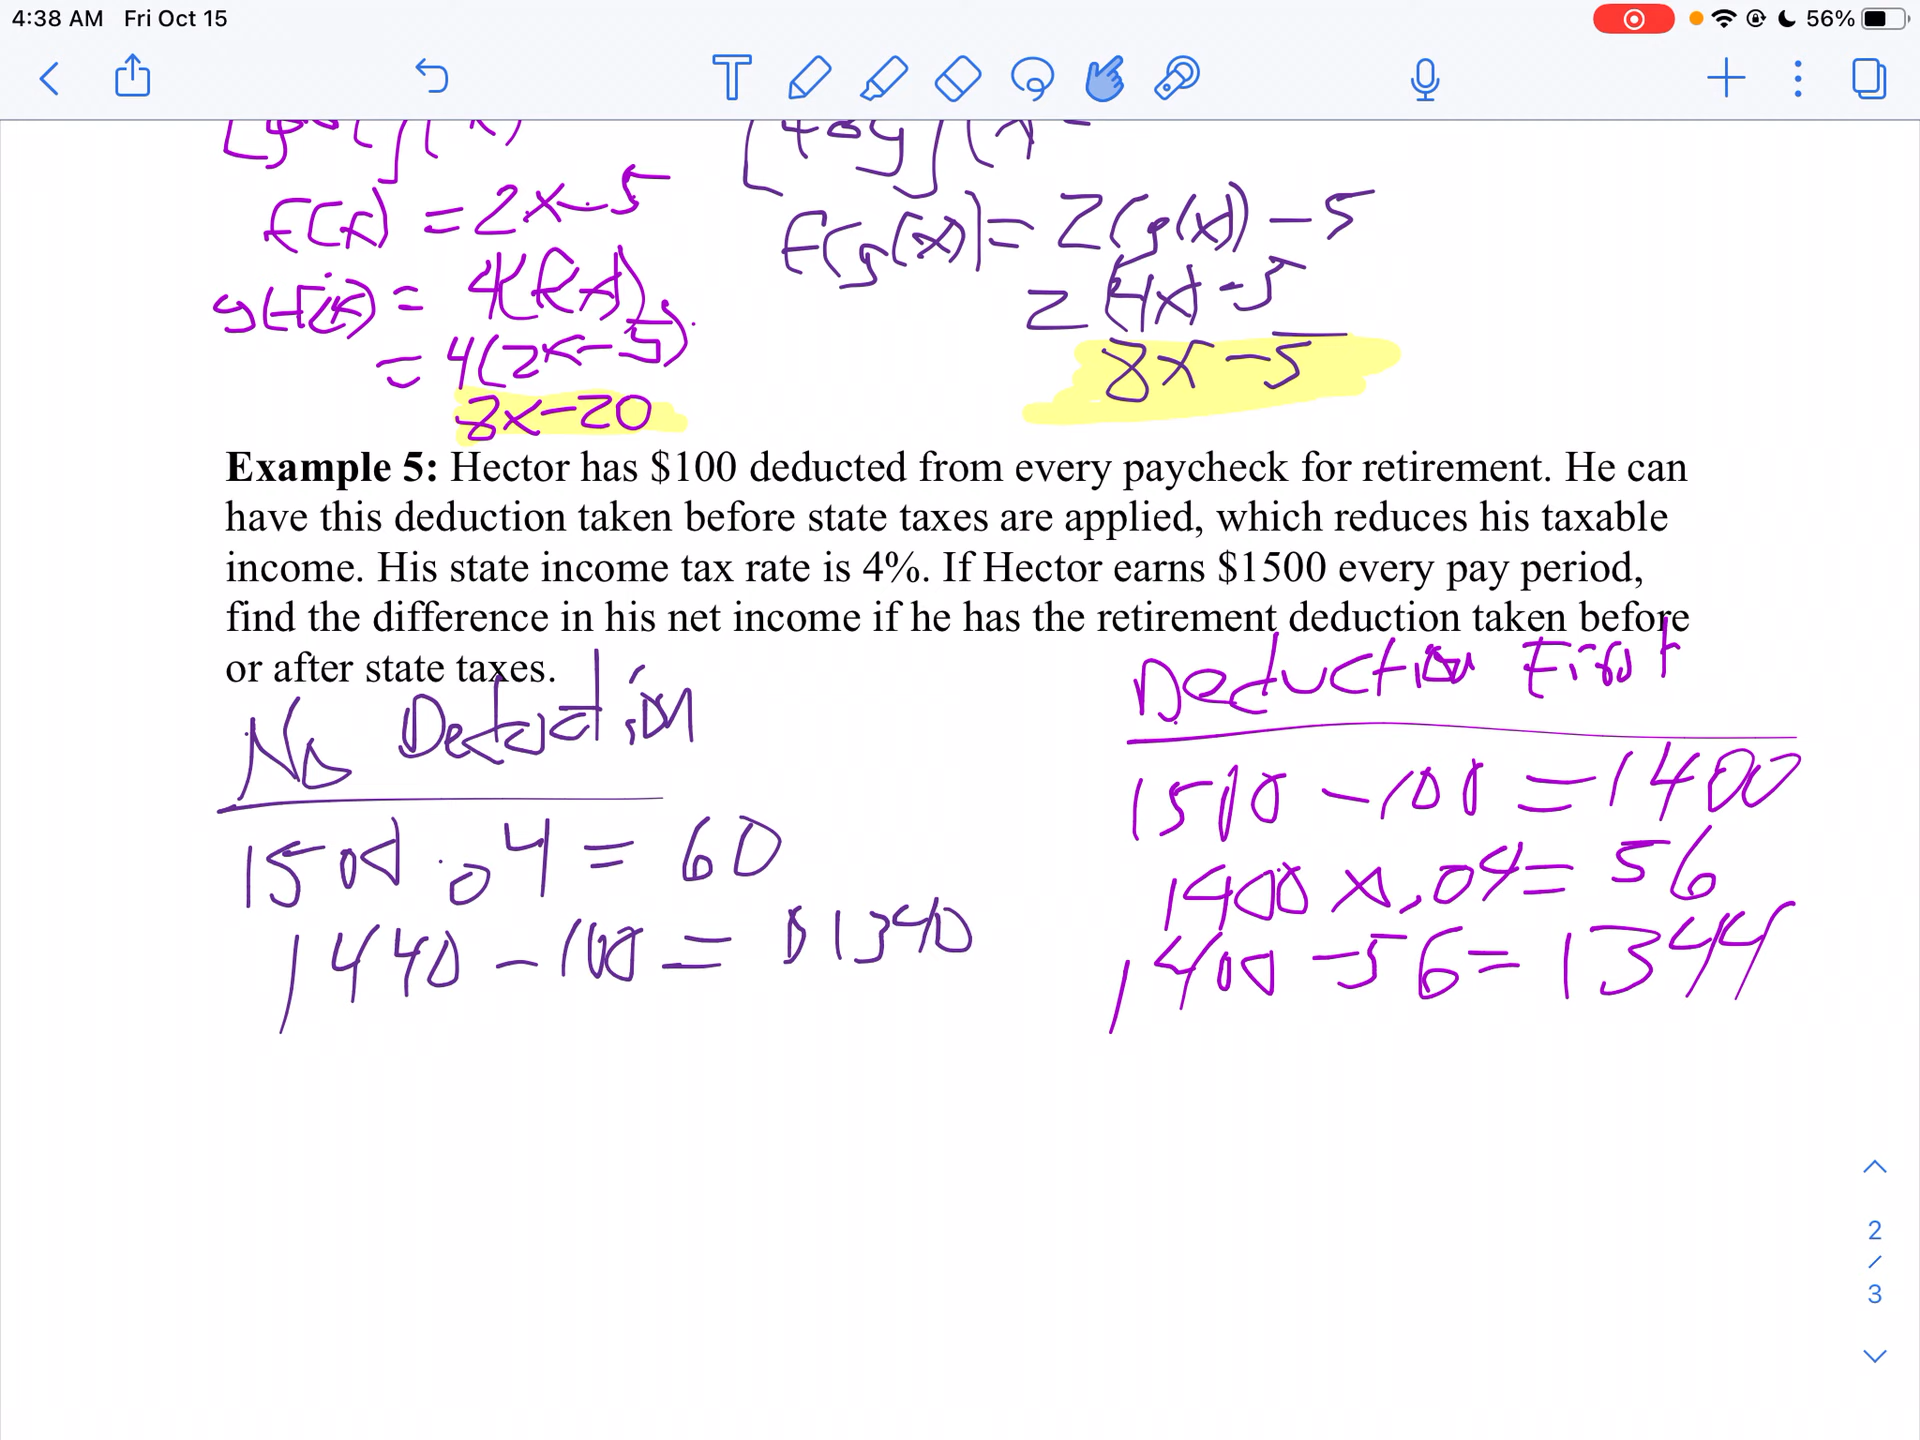 4:38 AM Fri Oct 15
56%
f(x) = 2x - 5
f(g(x)) = 2(g(x)) - 5
= 4(2x-5)
2(4x) - 5
8x-5
8x-20
Example 5: Hector has $100 deducted from every paycheck for retirement. He can
have this deduction taken before state taxes are applied, which reduces his taxable
income. His state income tax rate is 4%. If Hector earns $1500 every pay period,
find the difference in his net income if he has the retirement deduction taken before
or after state taxes.
Deduction First
No Deduction
1500 - 100 = 1400
1500 .04 = 60
1400 x .04 = 56
1440 - 100 = $1340
1400 - 56 = 1344
2
/
3